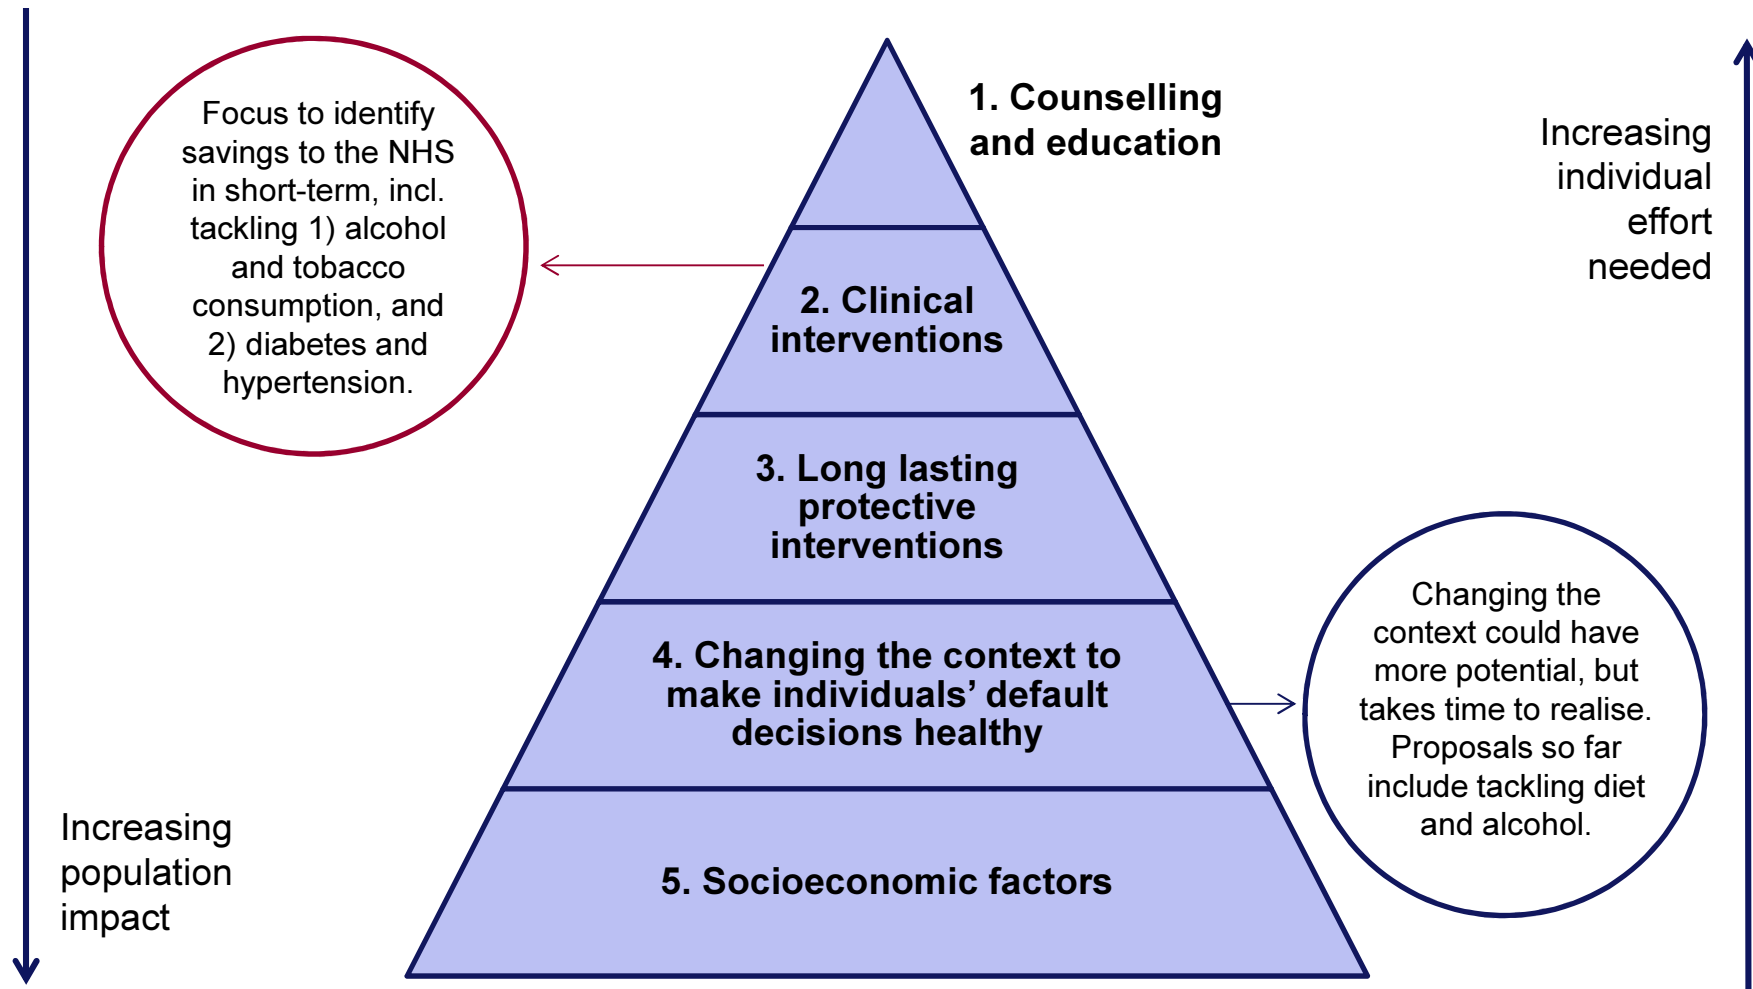 Focus to identify
savings to the NHS
in short-term, incl.
tackling 1) alcohol
and tobacco
consumption, and
2) diabetes and
hypertension.
1. Counselling
and education
Increasing
individual
effort
needed
2. Clinical
interventions
3. Long lasting
protective
interventions
4. Changing the context to
make individuals’ default
decisions healthy
Changing the
context could have
more potential, but
takes time to realise.
Proposals so far
include tackling diet
and alcohol.
Increasing
population
impact
5. Socioeconomic factors